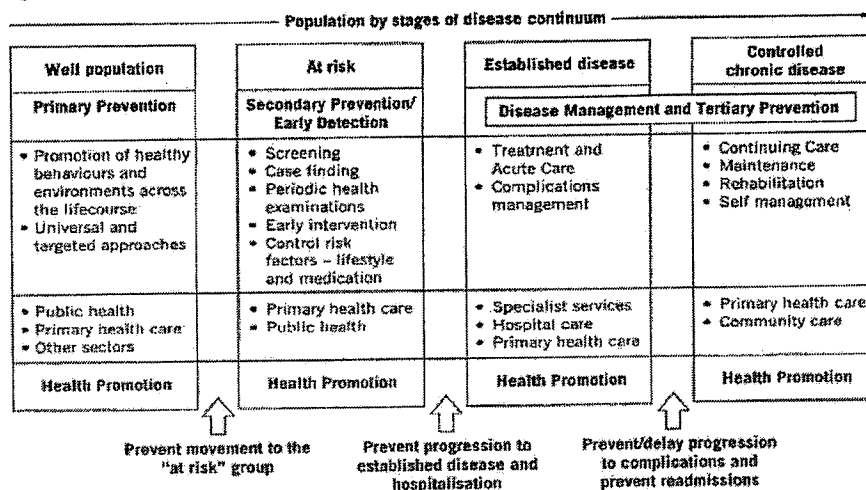 Population by stages of disease continuum
Well population
Primary Prevention
• Promotion of healthy
behaviours and
environments across
the lifecourse
• Universal and
targeted approaches
• Public health
• Primary health care
• Other sectors
Health Promotion
At risk
Secondary Prevention/
Early Detection
• Screening
• Case finding
• Periodic health
examinations
• Early intervention
• Control risk
factors – lifestyle
and medication
• Primary health care
• Public health
Health Promotion
Established disease
Controlled
chronic disease
Disease Management and Tertiary Prevention
• Treatment and
Acute Care
• Complications
management
• Specialist services
• Hospital care
• Primary health care
Health Promotion
• Continuing Care
• Maintenance
• Rehabilitation
• Self management
• Primary health care
• Community care
Health Promotion
Prevent movement to the
"at risk" group
Prevent progression to
established disease and
hospitalisation
Prevent/delay progression
to complications and
prevent readmissions